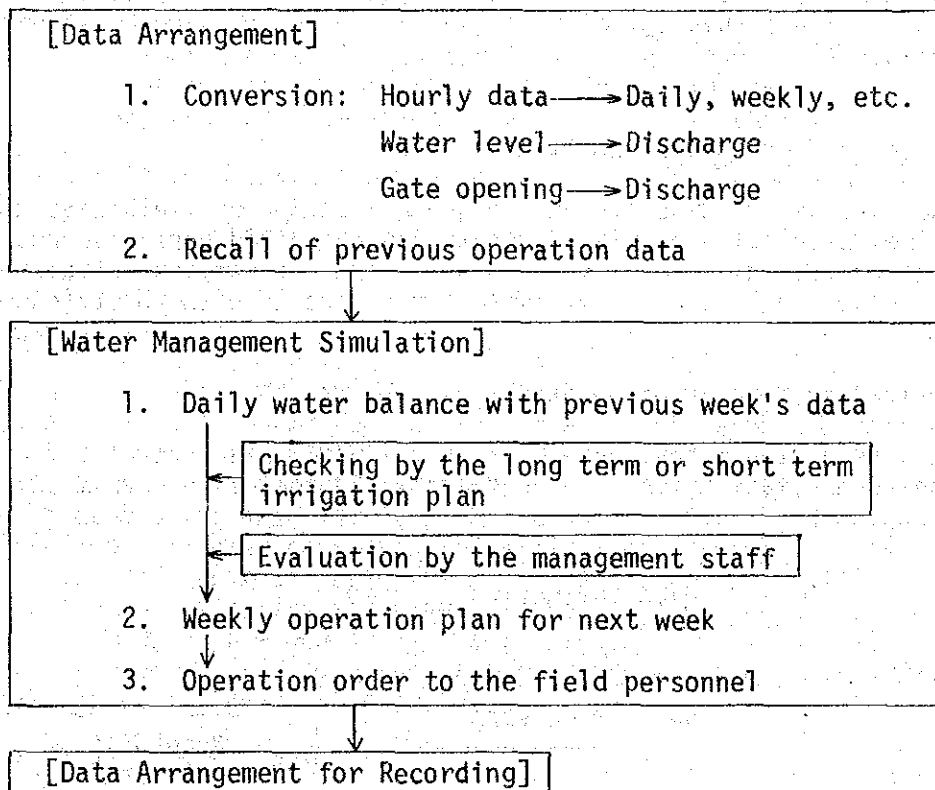 [Data Arrangement]
1. Conversion: Hourly data→Daily, weekly, etc.
Water level→Discharge
Gate opening→Discharge
2. Recall of previous operation data
[Water Management Simulation]
1. Daily water balance with previous week's data
Checking by the long term or short term
irrigation plan
Evaluation by the management staff
2. Weekly operation plan for next week
3. Operation order to the field personnel
[Data Arrangement for Recording]